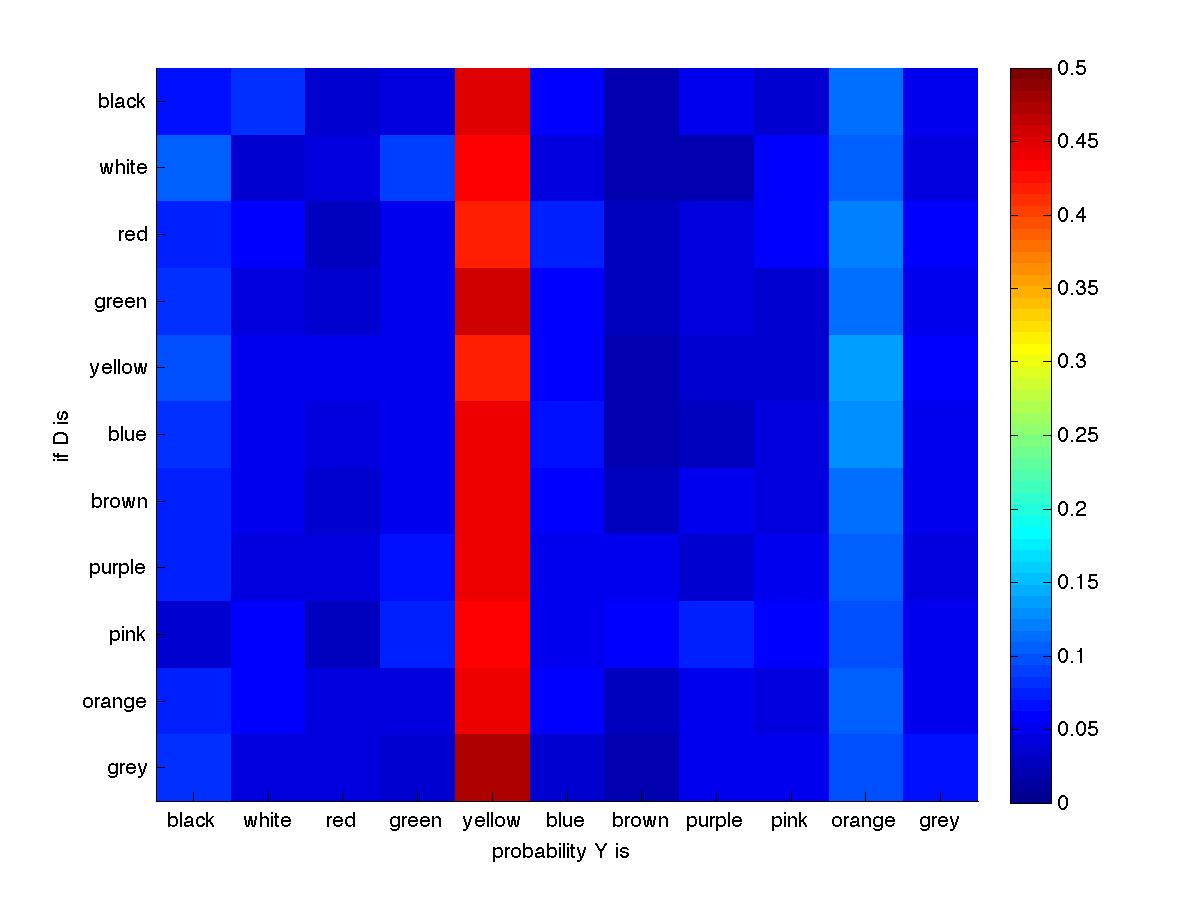 black
white
red
green
yellow
blue
brown
purple
pink
orange
grey
if D is
black white red green yellow blue brown purple pink orange grey
probability Y is
0.5
0.45
0.4
0.35
0.3
0.25
0.2
0.15
0.1
0.05
0